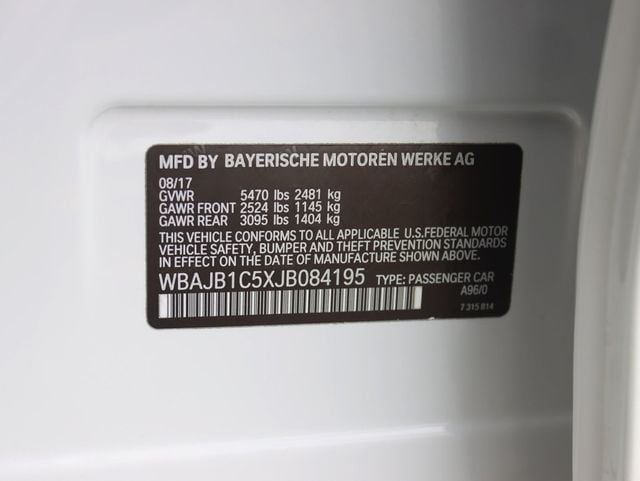 MFD BY BAYERISCHE MOTOREN WERKE AG
08/17
GVWR 5470 lbs 2481 kg
GAWR FRONT 2524 lbs 1145 kg
GAWR REAR 3095 lbs 1404 kg
THIS VEHICLE CONFORMS TO ALL APPLICABLE U.S.FEDERAL MOTOR
VEHICLE SAFETY, BUMPER AND THEFT PREVENTION STANDARDS
IN EFFECT ON THE DATE OF MANUFACTURE SHOWN ABOVE.
WBAJB1C5XJB084195 TYPE: PASSENGER CAR
A96/0
7 315 814